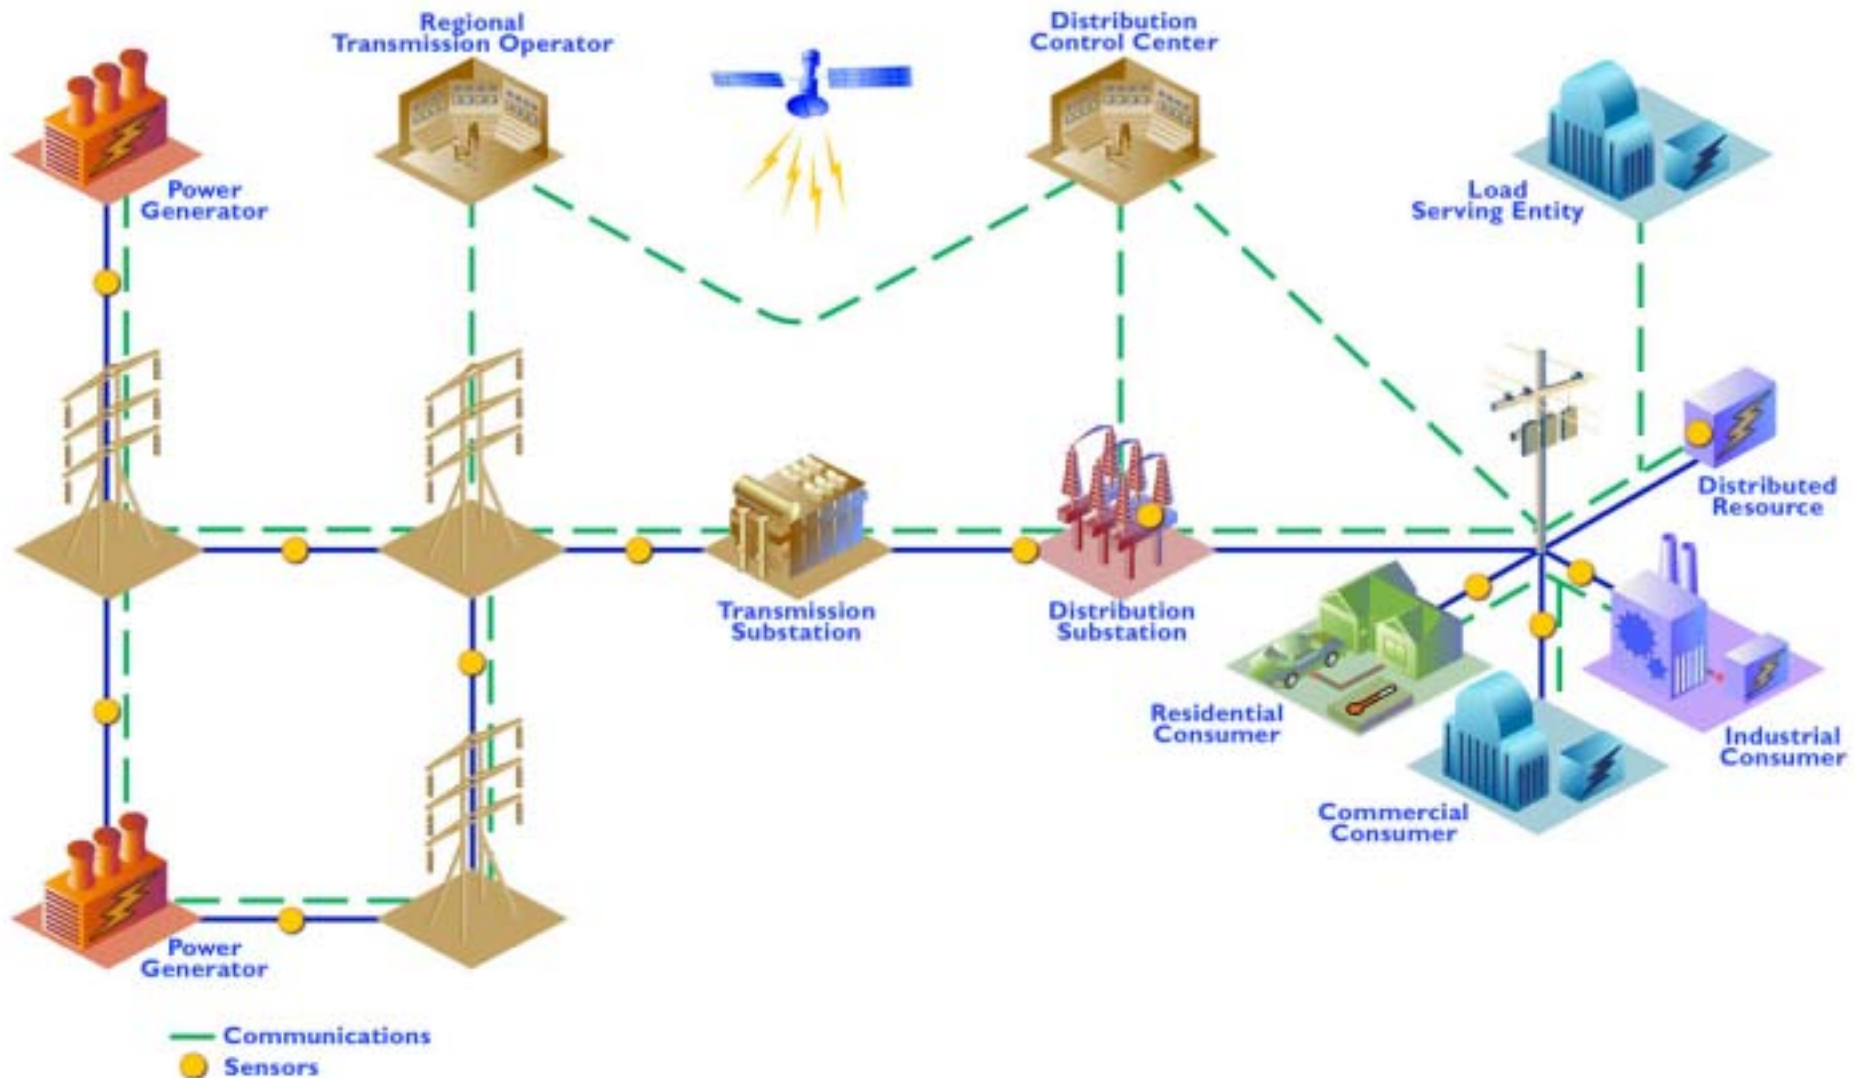 Regional
Transmission Operator
Distribution
Control Center
Power
Generator
Load
Serving Entity
Distributed
Resource
Transmission
Substation
Distribution
Substation
Residential
Consumer
Industrial
Consumer
Commercial
Consumer
Power
Generator
Communications
Sensors